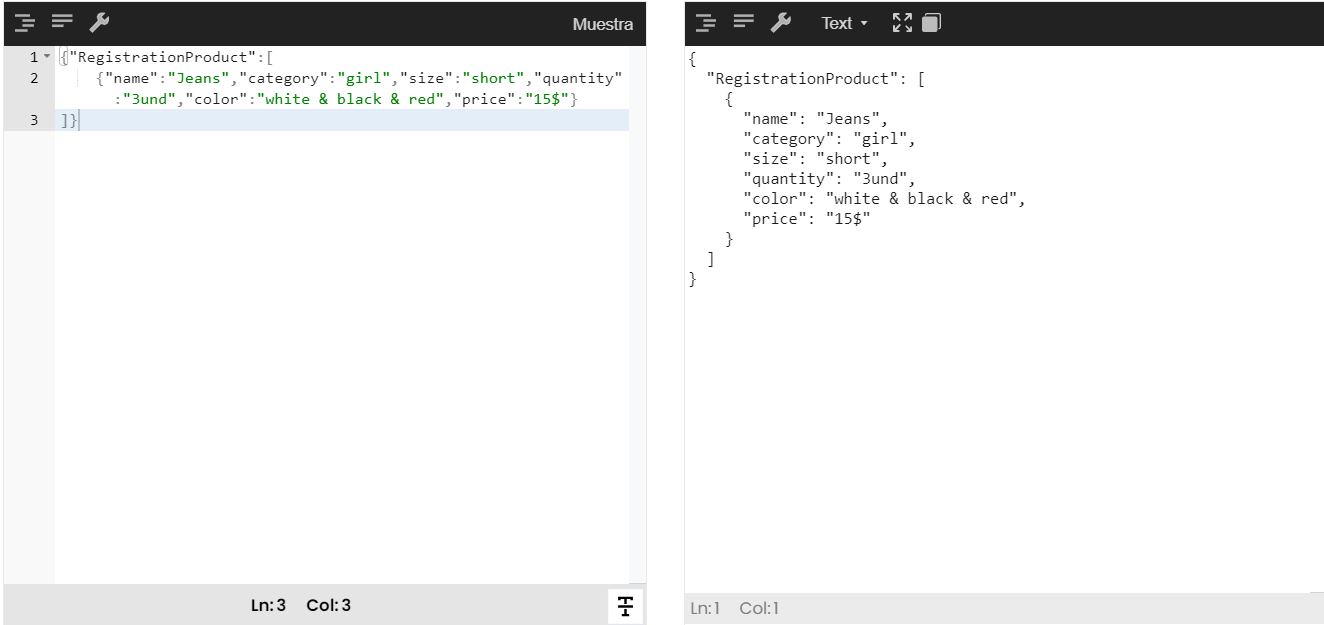 Muestra
1 {"RegistrationProduct":[
2 {"name":"Jeans","category":"girl","size":"short","quantity"
:"3und","color":"white & black & red","price":"15$"}
3 ]}
Ln: 3 Col: 3
Text
{
"RegistrationProduct": [
{
"name": "Jeans",
"category": "girl",
"size": "short",
"quantity": "3und",
"color": "white & black & red",
"price": "15$"
}
]
}
Ln:1 Col:1